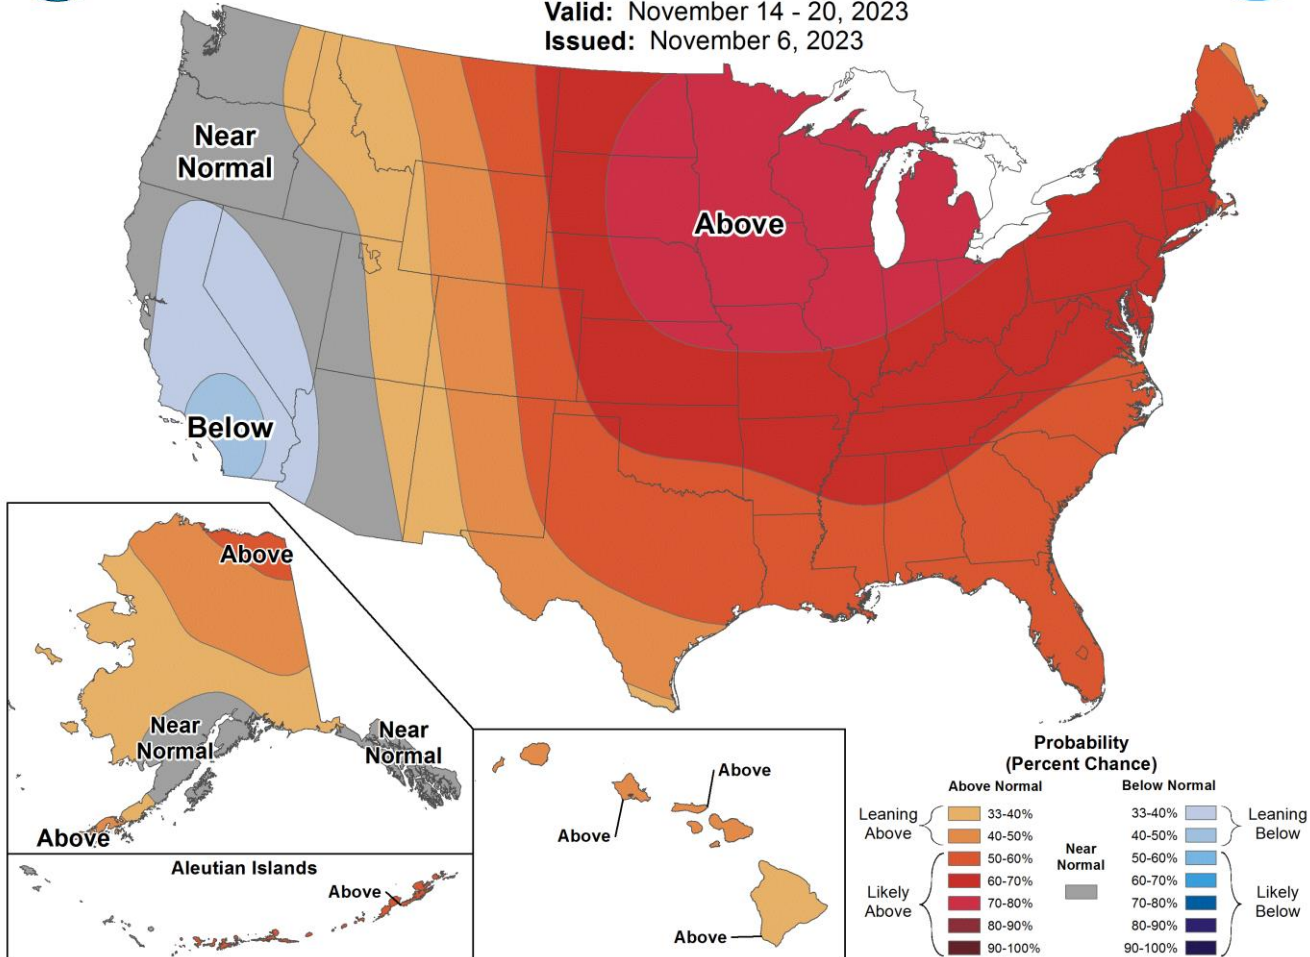 Valid: November 14 - 20, 2023
Issued: November 6, 2023
Near
Normal
Above
Below
Above
Near
Normal
Near
Normal
Above
Aleutian Islands
Above
Above
Above
Above
Probability
(Percent Chance)
Above Normal
Below Normal
Leaning
Above
33-40%
40-50%
Likely
Above
50-60%
60-70%
70-80%
80-90%
90-100%
Near
Normal
33-40%
40-50%
Leaning
Below
50-60%
60-70%
70-80%
80-90%
90-100%
Likely
Below